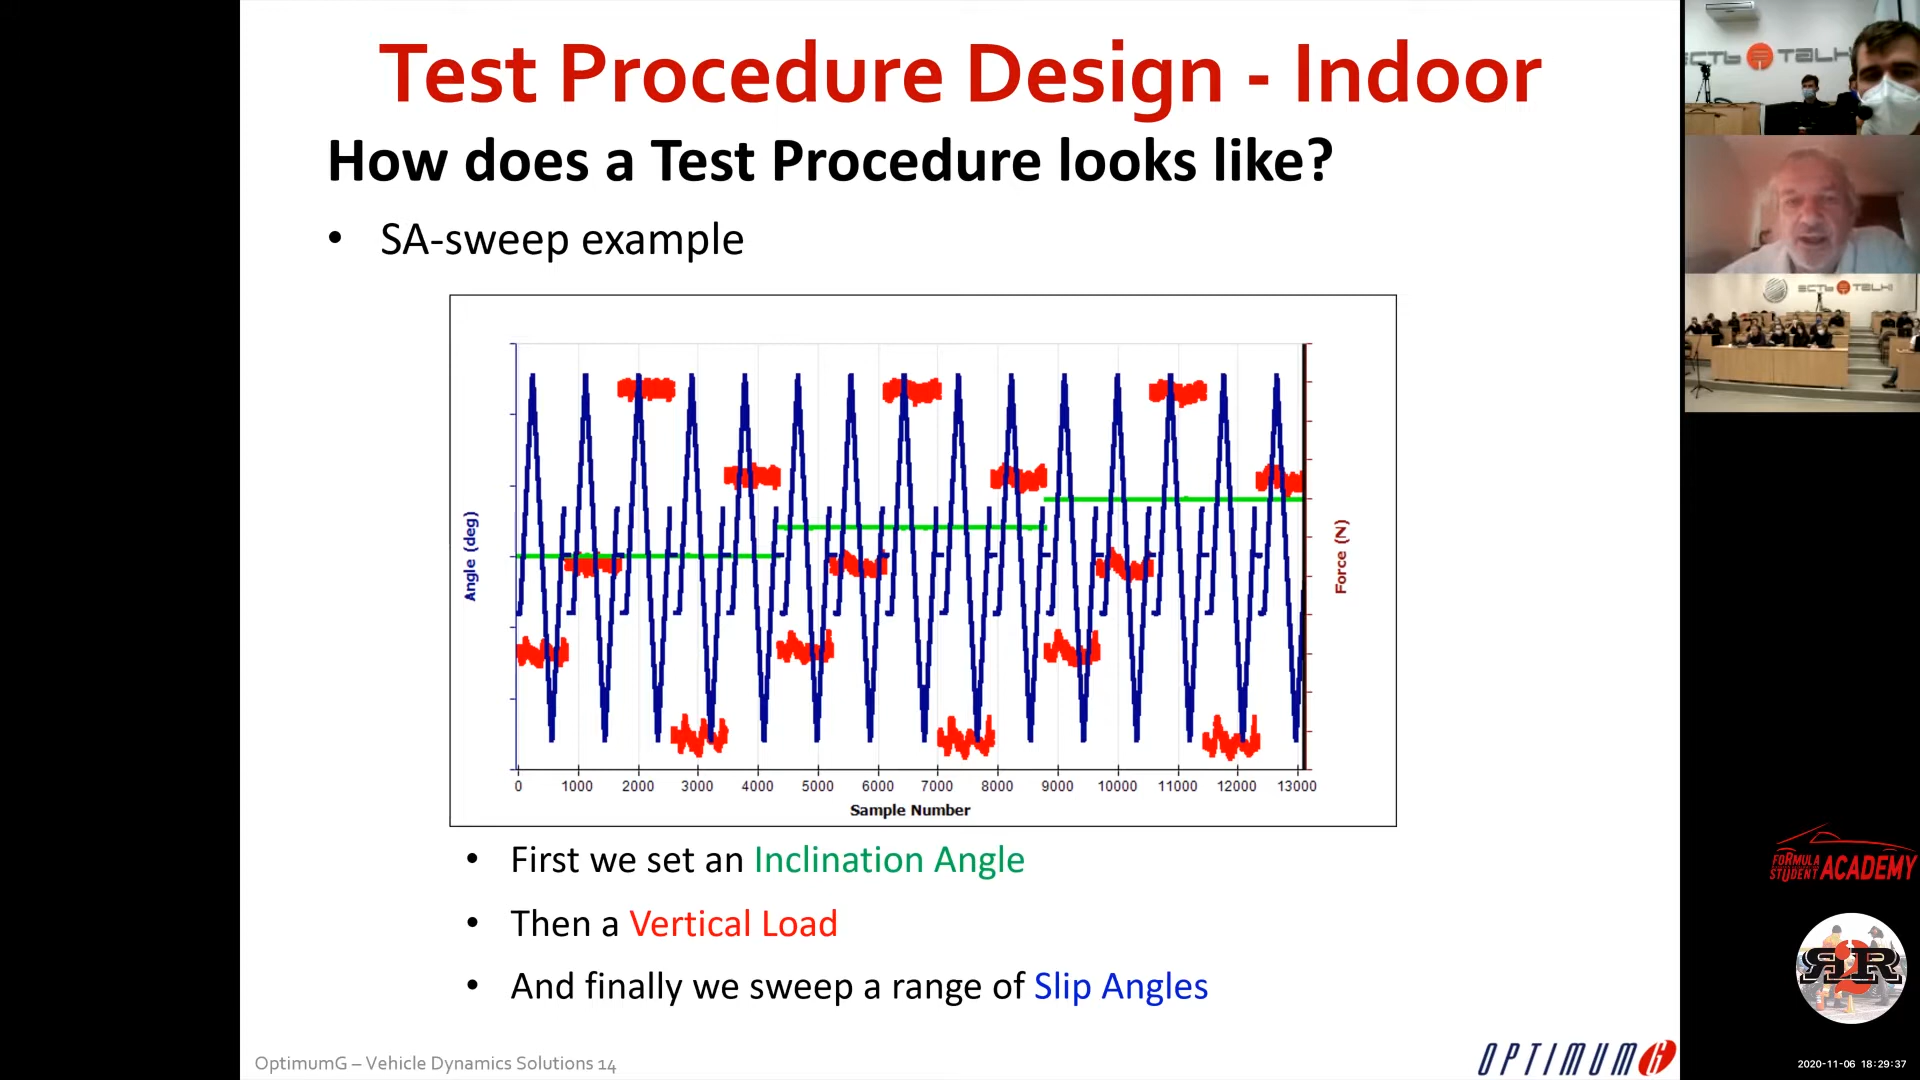 Test Procedure Design - Indoor
How does a Test Procedure looks like?
• SA-sweep example
Angle (deg)
Force (N)
0 1000 2000 3000 4000 5000 6000 7000 8000 9000 10000 11000 12000 13000
Sample Number
• First we set an Inclination Angle
• Then a Vertical Load
• And finally we sweep a range of Slip Angles
OptimumG – Vehicle Dynamics Solutions 14
OPTIMUMG
FORMULA STUDENT ACADEMY
2020-11-06 18:29:37